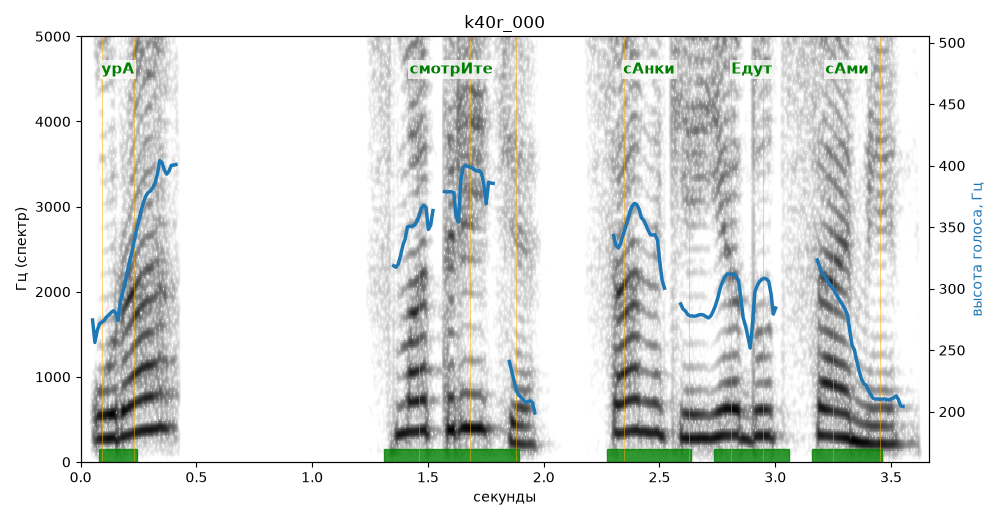 k40r_000
урА
смотрИте
сАнки
Едут
сАми
5000
4000
3000
2000
1000
0
Гц (спектр)
500
450
400
350
300
250
200
высота голоса, Гц
0.0 0.5 1.0 1.5 2.0 2.5 3.0 3.5
секунды